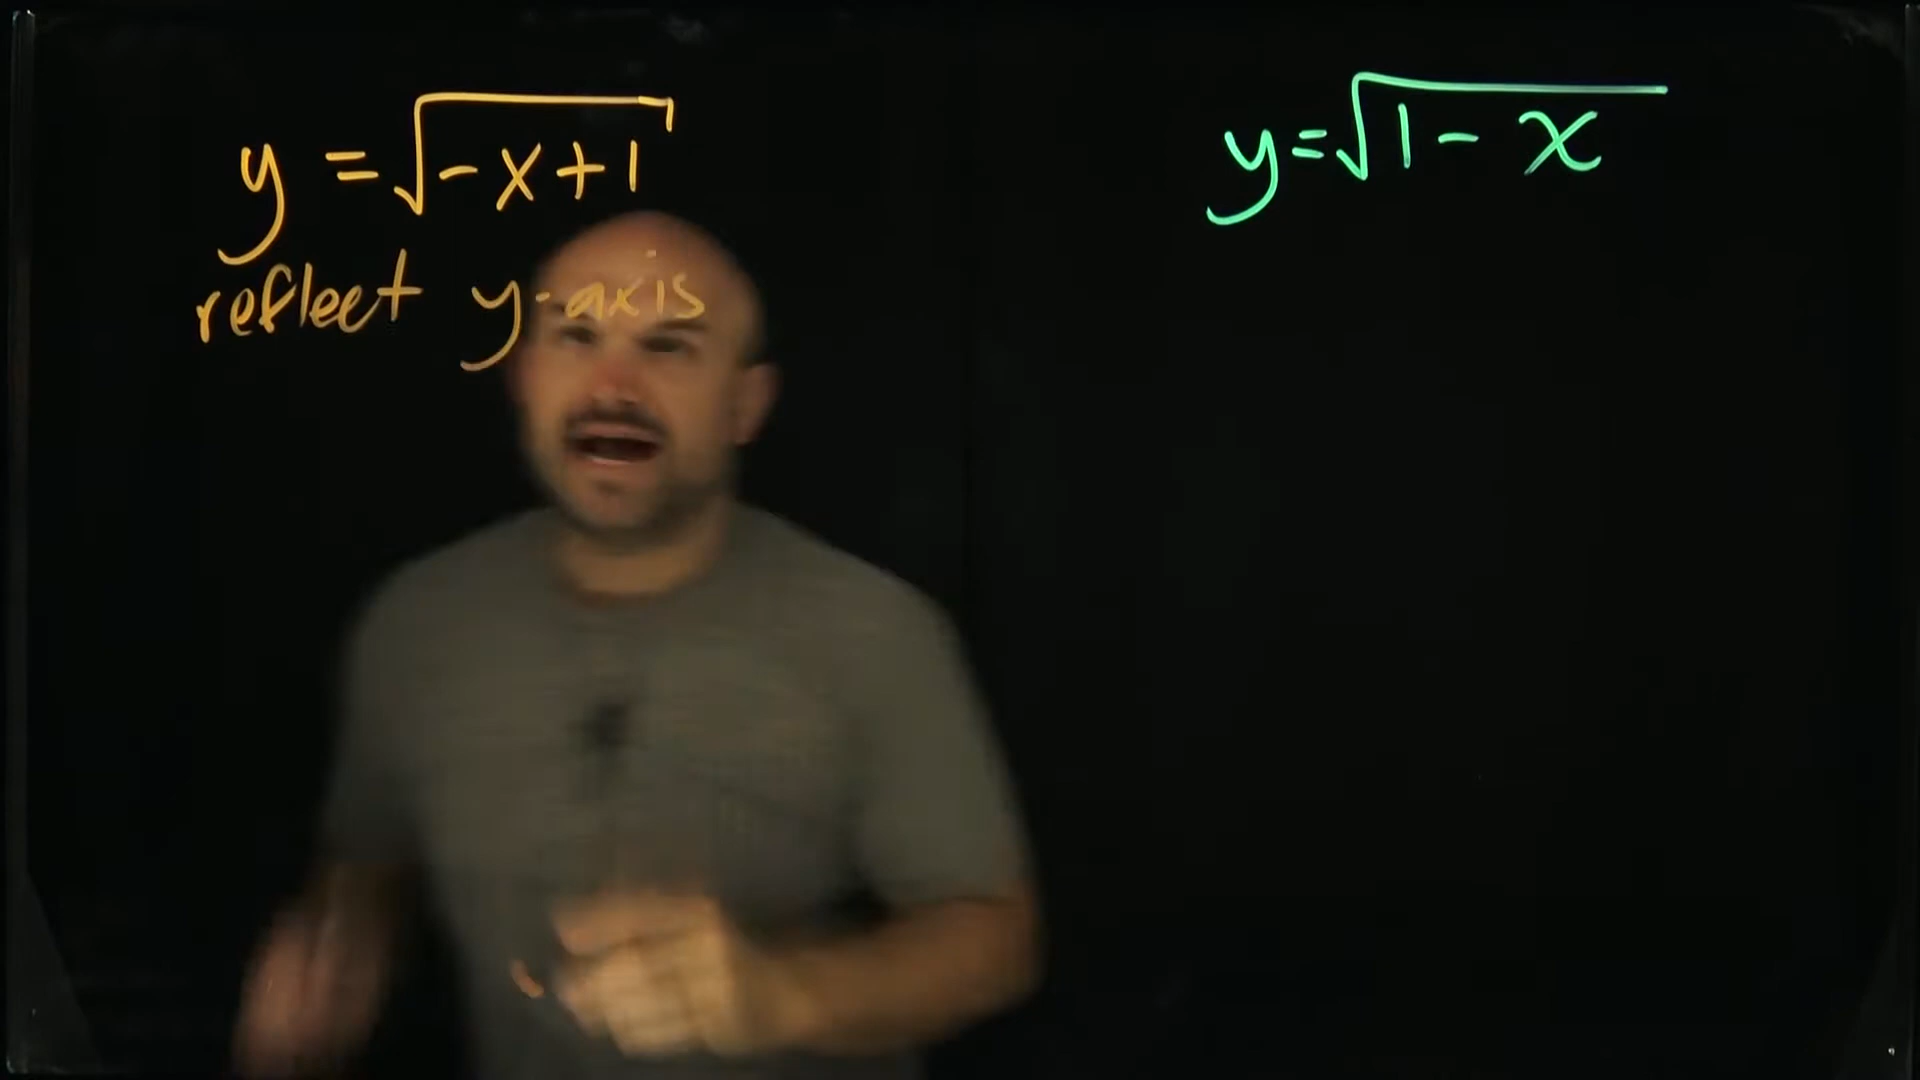 y = √-x+1
reflect y-axis
y=√1-x